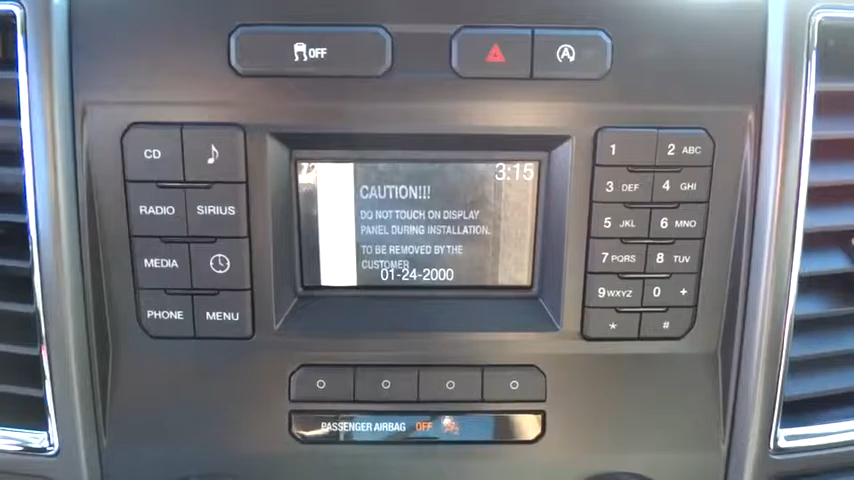 OFF
A
72
3:15
CAUTION!!!
DO NOT TOUCH ON DISPLAY
PANEL DURING INSTALLATION.
TO BE REMOVED BY THE
CUSTOMER
01-24-2000
CD
RADIO SIRIUS
MEDIA
PHONE MENU
1 2 ABC
3 DEF 4 GHI
5 JKL 6 MNO
7 PQRS 8 TUV
9 WXYZ 0 +
* #
PASSENGER AIRBAG OFF